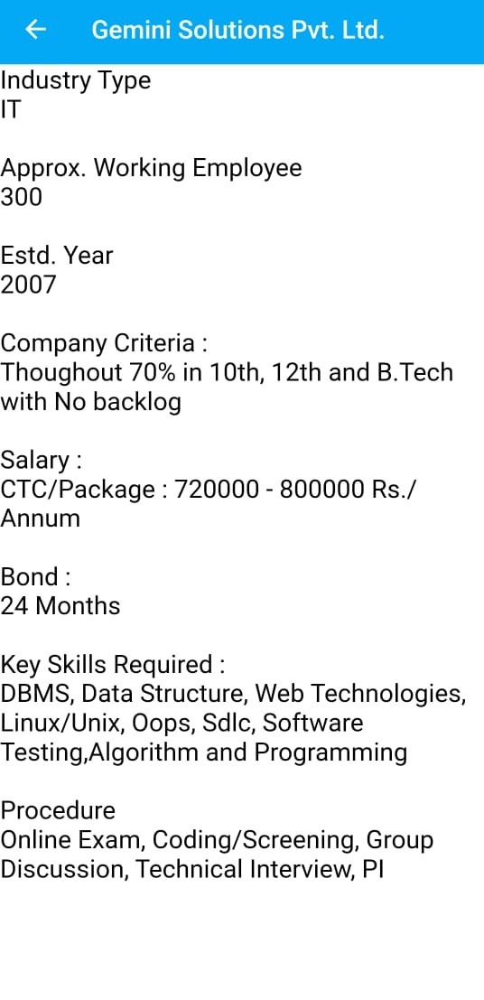 Gemini Solutions Pvt. Ltd.
Industry Type
IT
Approx. Working Employee
300
Estd. Year
2007
Company Criteria :
Thoughout 70% in 10th, 12th and B.Tech
with No backlog
Salary :
CTC/Package : 720000 - 800000 Rs./
Annum
Bond :
24 Months
Key Skills Required :
DBMS, Data Structure, Web Technologies,
Linux/Unix, Oops, Sdlc, Software
Testing,Algorithm and Programming
Procedure
Online Exam, Coding/Screening, Group
Discussion, Technical Interview, PI